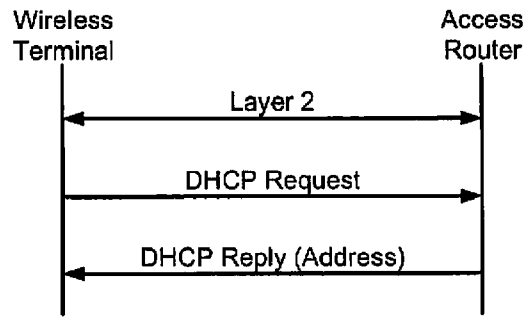 Wireless
Terminal
Access
Router
Layer 2
DHCP Request
DHCP Reply (Address)